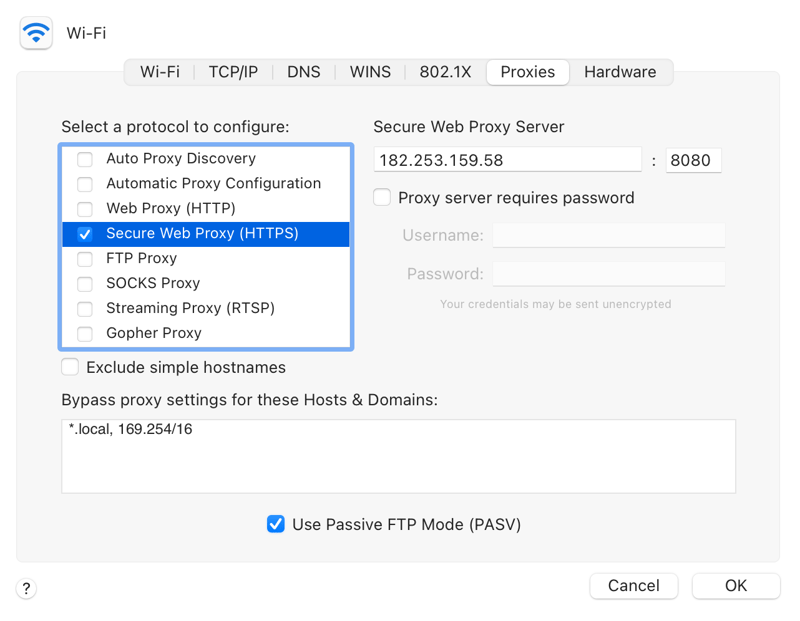 Wi-Fi
Wi-Fi TCP/IP DNS WINS 802.1X Proxies Hardware
Select a protocol to configure:
Auto Proxy Discovery
Automatic Proxy Configuration
Web Proxy (HTTP)
Secure Web Proxy (HTTPS)
FTP Proxy
SOCKS Proxy
Streaming Proxy (RTSP)
Gopher Proxy
Secure Web Proxy Server
182.253.159.58 : 8080
Proxy server requires password
Username:
Password:
Your credentials may be sent unencrypted
Exclude simple hostnames
Bypass proxy settings for these Hosts & Domains:
*.local, 169.254/16
Use Passive FTP Mode (PASV)
? Cancel OK